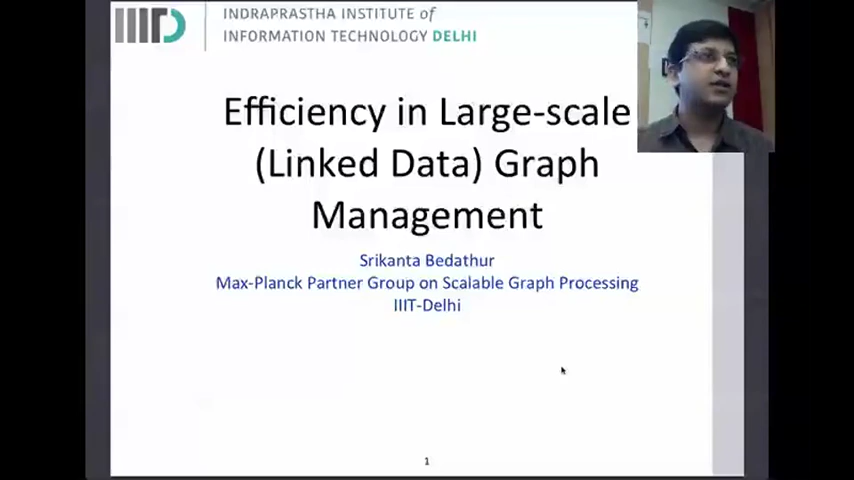 INDRAPRASTHA INSTITUTE of
INFORMATION TECHNOLOGY DELHI
Efficiency in Large-scale
(Linked Data) Graph
Management
Srikanta Bedathur
Max-Planck Partner Group on Scalable Graph Processing
IIIT-Delhi
1